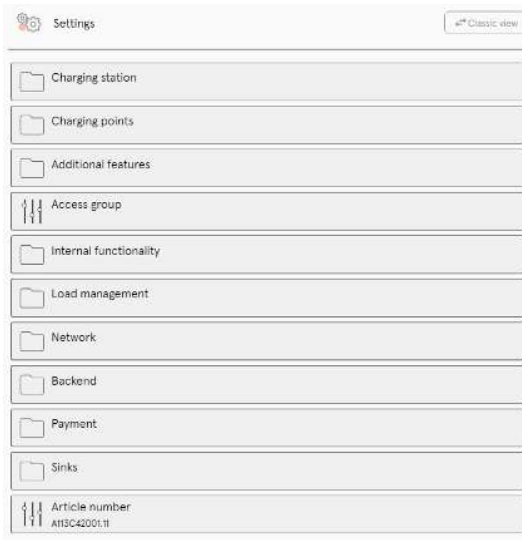 Settings
Classic view
Charging station
Charging points
Additional features
Access group
Internal functionality
Load management
Network
Backend
Payment
Sinks
Article number
A113C42001.11